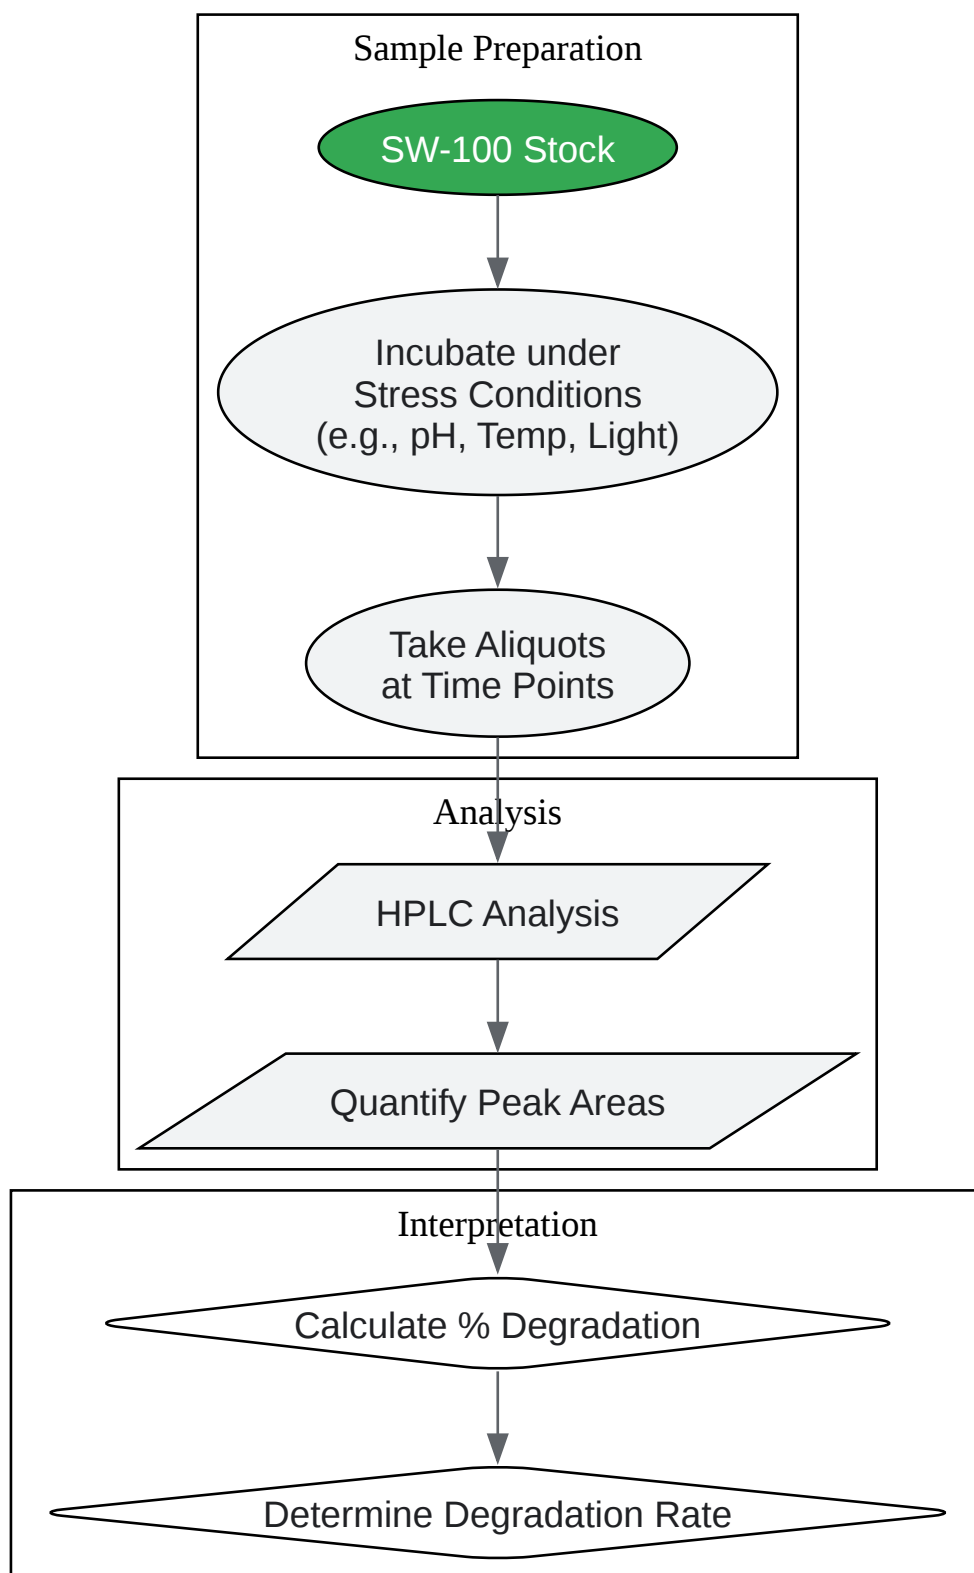 Sample Preparation
SW-100 Stock
Incubate under
Stress Conditions
(e.g., pH, Temp, Light)
Take Aliquots
at Time Points
Analysis
HPLC Analysis
Quantify Peak Areas
Interpretation
Calculate % Degradation
Determine Degradation Rate